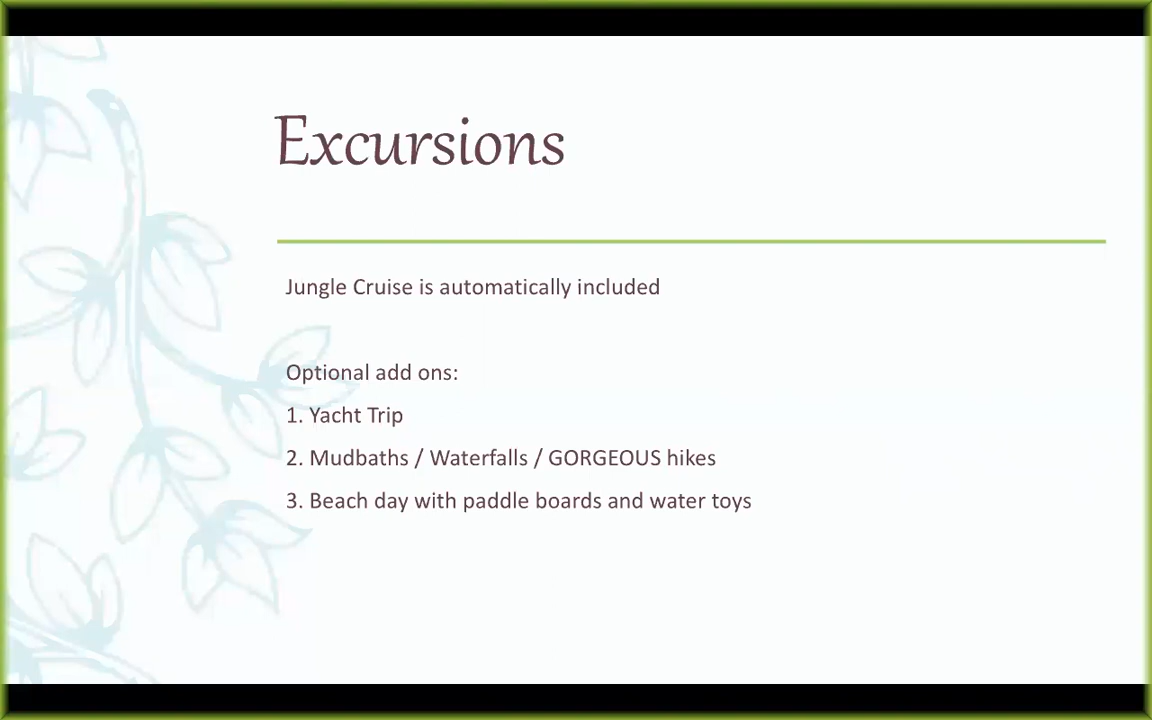 Excursions
Jungle Cruise is automatically included
Optional add ons:
1. Yacht Trip
2. Mudbaths / Waterfalls / GORGEOUS hikes
3. Beach day with paddle boards and water toys